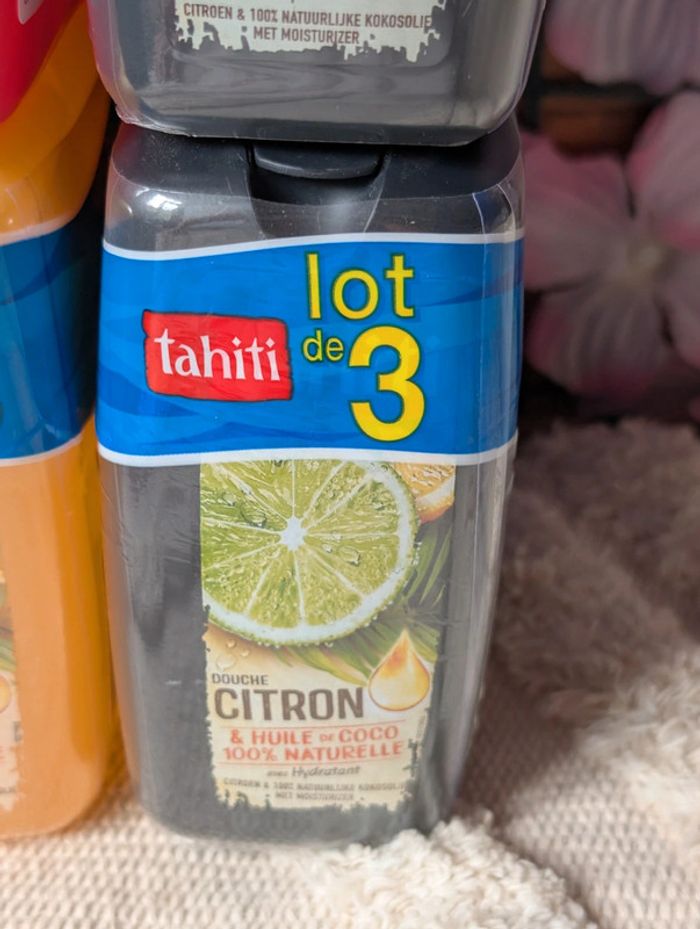 CITROEN & 100% NATUURLIJKE KOKOSOLIE
MET MOISTURIZER
lot
de 3
tahiti
DOUCHE
CITRON
& HUILE DE COCO
100% NATURELLE
avec Hydratant
CITROEN & 100% NATUURLIJKE KOKOSOLIE
MET MOISTURIZER